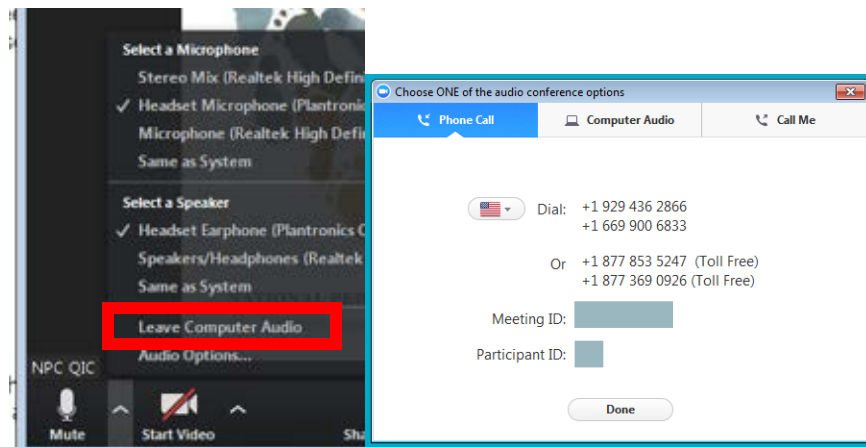 Select a Microphone
Stereo Mix (Realtek High Defin
Headset Microphone (Plantronic
Microphone (Realtek High Defi
Same as System
Select a Speaker
Headset Earphone (Plantronics C
Speakers/Headphones (Realtek
Same as System
Leave Computer Audio
Audio Options...
NPC QIC
Mute
Start Video
Sha
Choose ONE of the audio conference options
Phone Call
Computer Audio
Call Me
Dial: +1 929 436 2866
+1 669 900 6833
Or +1 877 853 5247 (Toll Free)
+1 877 369 0926 (Toll Free)
Meeting ID:
Participant ID:
Done